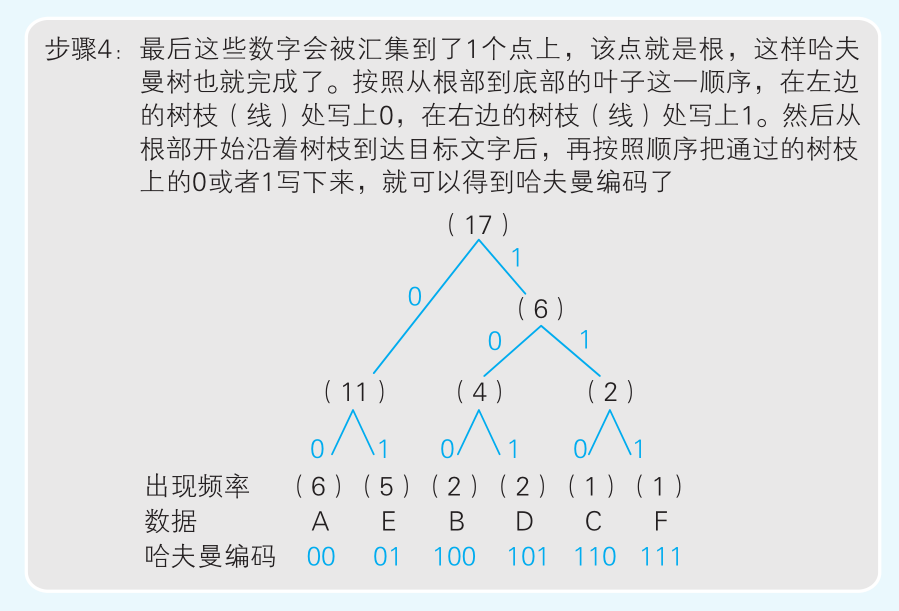 步骤4：最后这些数字会被汇集到了1个点上，该点就是根，这样哈夫
曼树也就完成了。按照从根部到底部的叶子这一顺序，在左边
的树枝（线）处写上0，在右边的树枝（线）处写上1。然后从
根部开始沿着树枝到达目标文字后，再按照顺序把通过的树枝
上的0或者1写下来，就可以得到哈夫曼编码了
（17）
1
0
（6）
0 1
（11） （4） （2）
0 1 0 1 0 1
出现频率 （6）（5）（2）（2）（1）（1）
数据 A E B D C F
哈夫曼编码 00 01 100 101 110 111